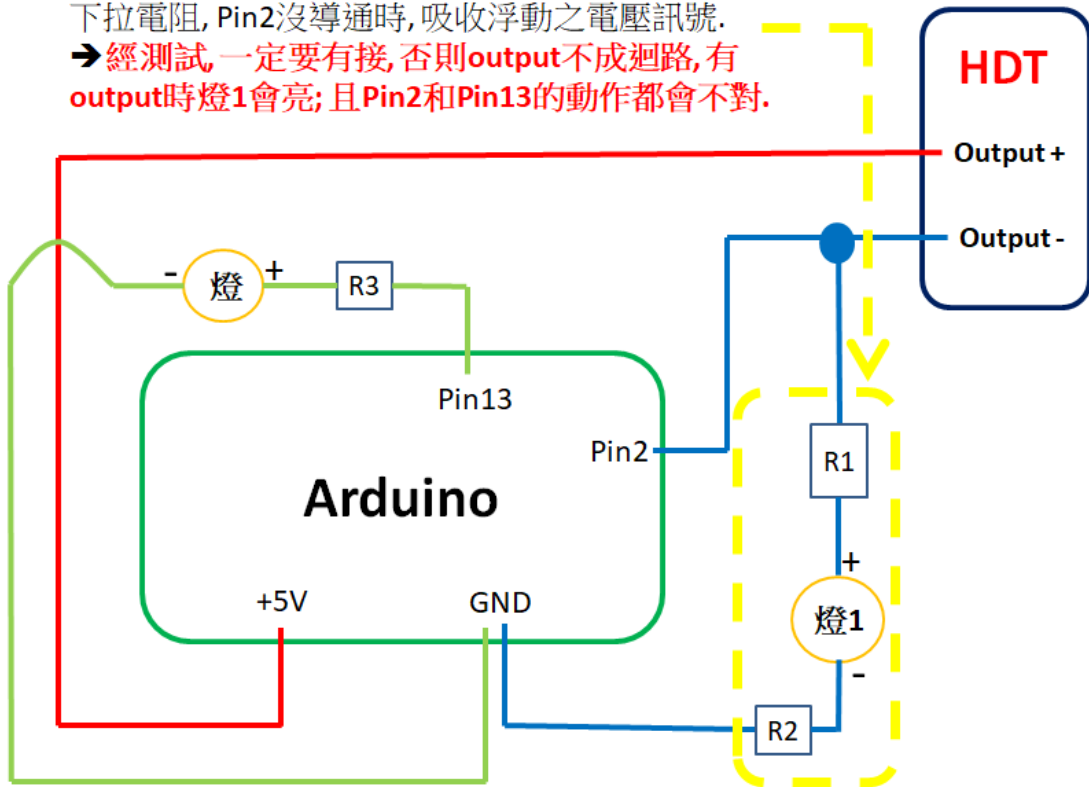 下拉電阻, Pin2沒導通時, 吸收浮動之電壓訊號.
➔經測試, 一定要有接, 否則output不成迴路, 有
output時燈1會亮; 且Pin2和Pin13的動作都會不對.
HDT
Output +
Output -
- 燈 + R3
Pin13
Pin2
R1
Arduino
+
+5V GND
燈1
-
R2